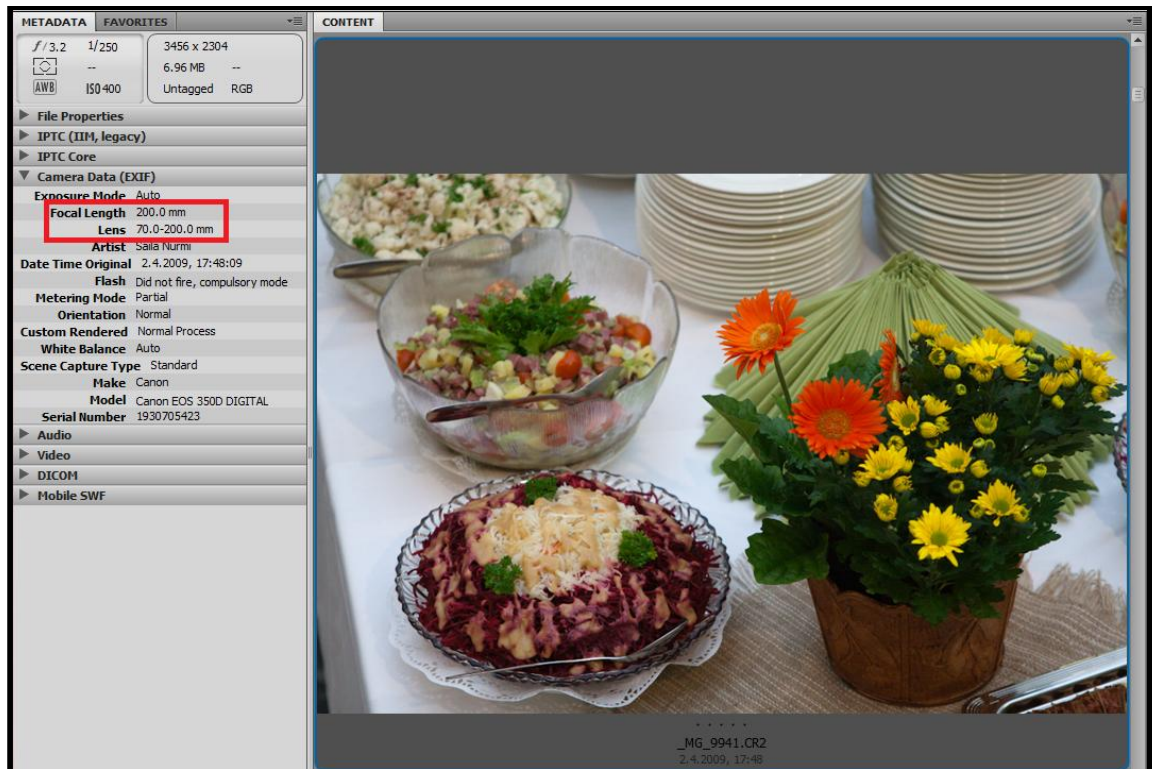 METADATA FAVORITES
f/3.2 1/250 3456 x 2304
-- 6.96 MB --
AWB ISO 400 Untagged RGB
File Properties
IPTC (IIM, legacy)
IPTC Core
Camera Data (EXIF)
Exposure Mode Auto
Focal Length 200.0 mm
Lens 70.0-200.0 mm
Artist Saila Nurmi
Date Time Original 2.4.2009, 17:48:09
Flash Did not fire, compulsory mode
Metering Mode Partial
Orientation Normal
Custom Rendered Normal Process
White Balance Auto
Scene Capture Type Standard
Make Canon
Model Canon EOS 350D DIGITAL
Serial Number 1930705423
Audio
Video
DICOM
Mobile SWF
CONTENT
_MG_9941.CR2
2.4.2009, 17:48